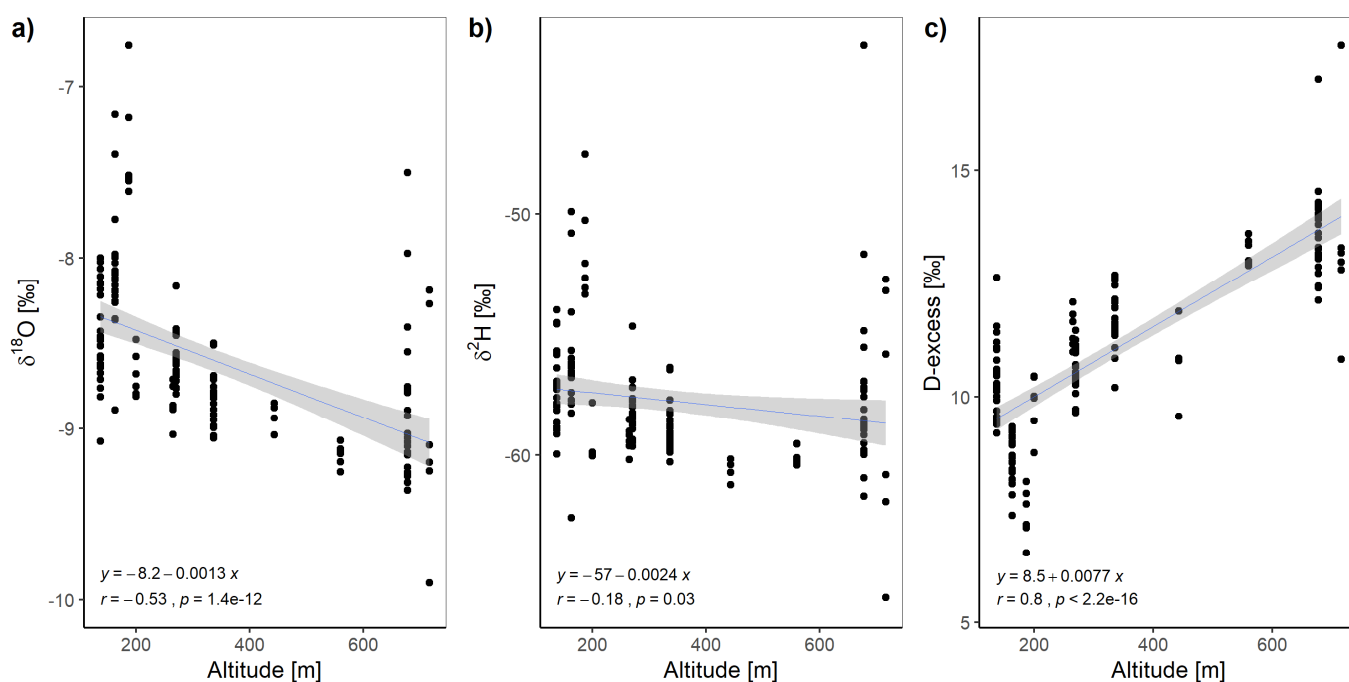 a)
-7
-8
-9
-10
δ¹⁸O [‰]
y = −8.2 − 0.0013 x
r = −0.53 , p = 1.4e-12
200 400 600
Altitude [m]
b)
-50
-60
δ²H [‰]
y = −57 − 0.0024 x
r = −0.18 , p = 0.03
200 400 600
Altitude [m]
c)
15
10
5
D-excess [‰]
y = 8.5 + 0.0077 x
r = 0.8 , p < 2.2e-16
200 400 600
Altitude [m]